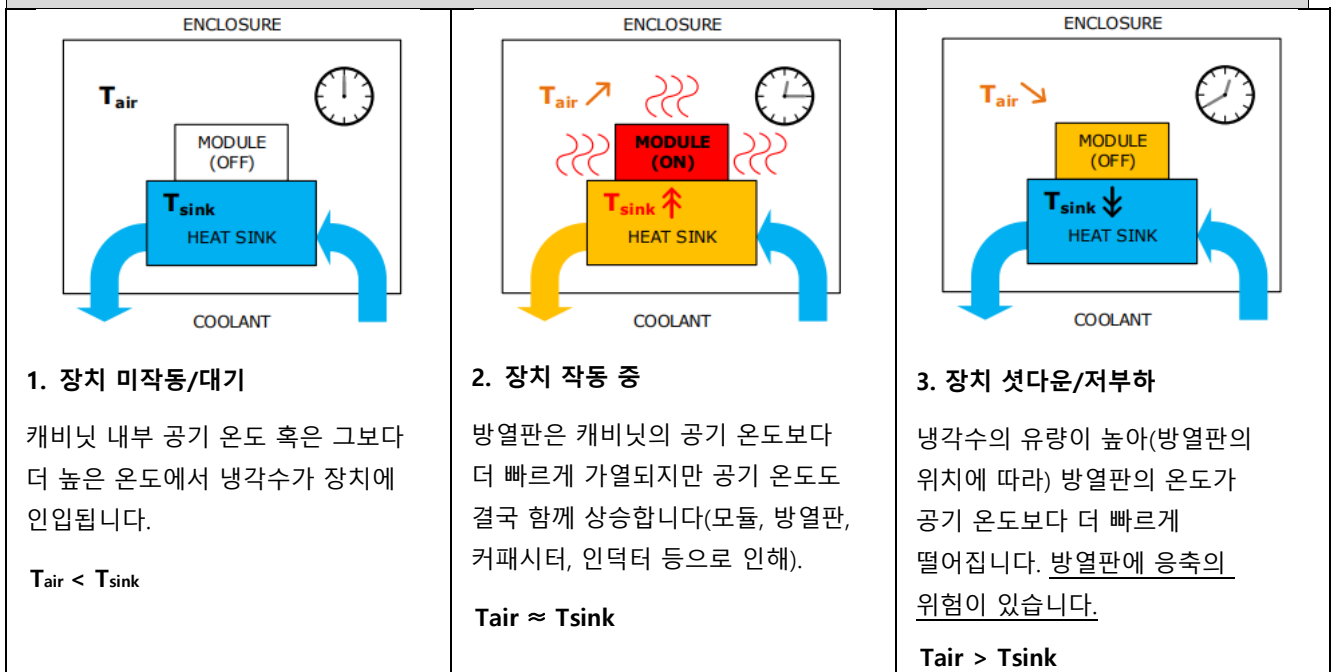 ENCLOSURE
Tair
MODULE
(OFF)
Tsink
HEAT SINK
COOLANT
1. 장치 미작동/대기
캐비닛 내부 공기 온도 혹은 그보다
더 높은 온도에서 냉각수가 장치에
인입됩니다.
Tair < Tsink
ENCLOSURE
Tair
MODULE
(ON)
Tsink
HEAT SINK
COOLANT
2. 장치 작동 중
방열판은 캐비닛의 공기 온도보다
더 빠르게 가열되지만 공기 온도도
결국 함께 상승합니다(모듈, 방열판,
커패시터, 인덕터 등으로 인해).
Tair ≈ Tsink
ENCLOSURE
Tair
MODULE
(OFF)
Tsink
HEAT SINK
COOLANT
3. 장치 셧다운/저부하
냉각수의 유량이 높아(방열판의
위치에 따라) 방열판의 온도가
공기 온도보다 더 빠르게
떨어집니다. 방열판에 응축의
위험이 있습니다.
Tair > Tsink